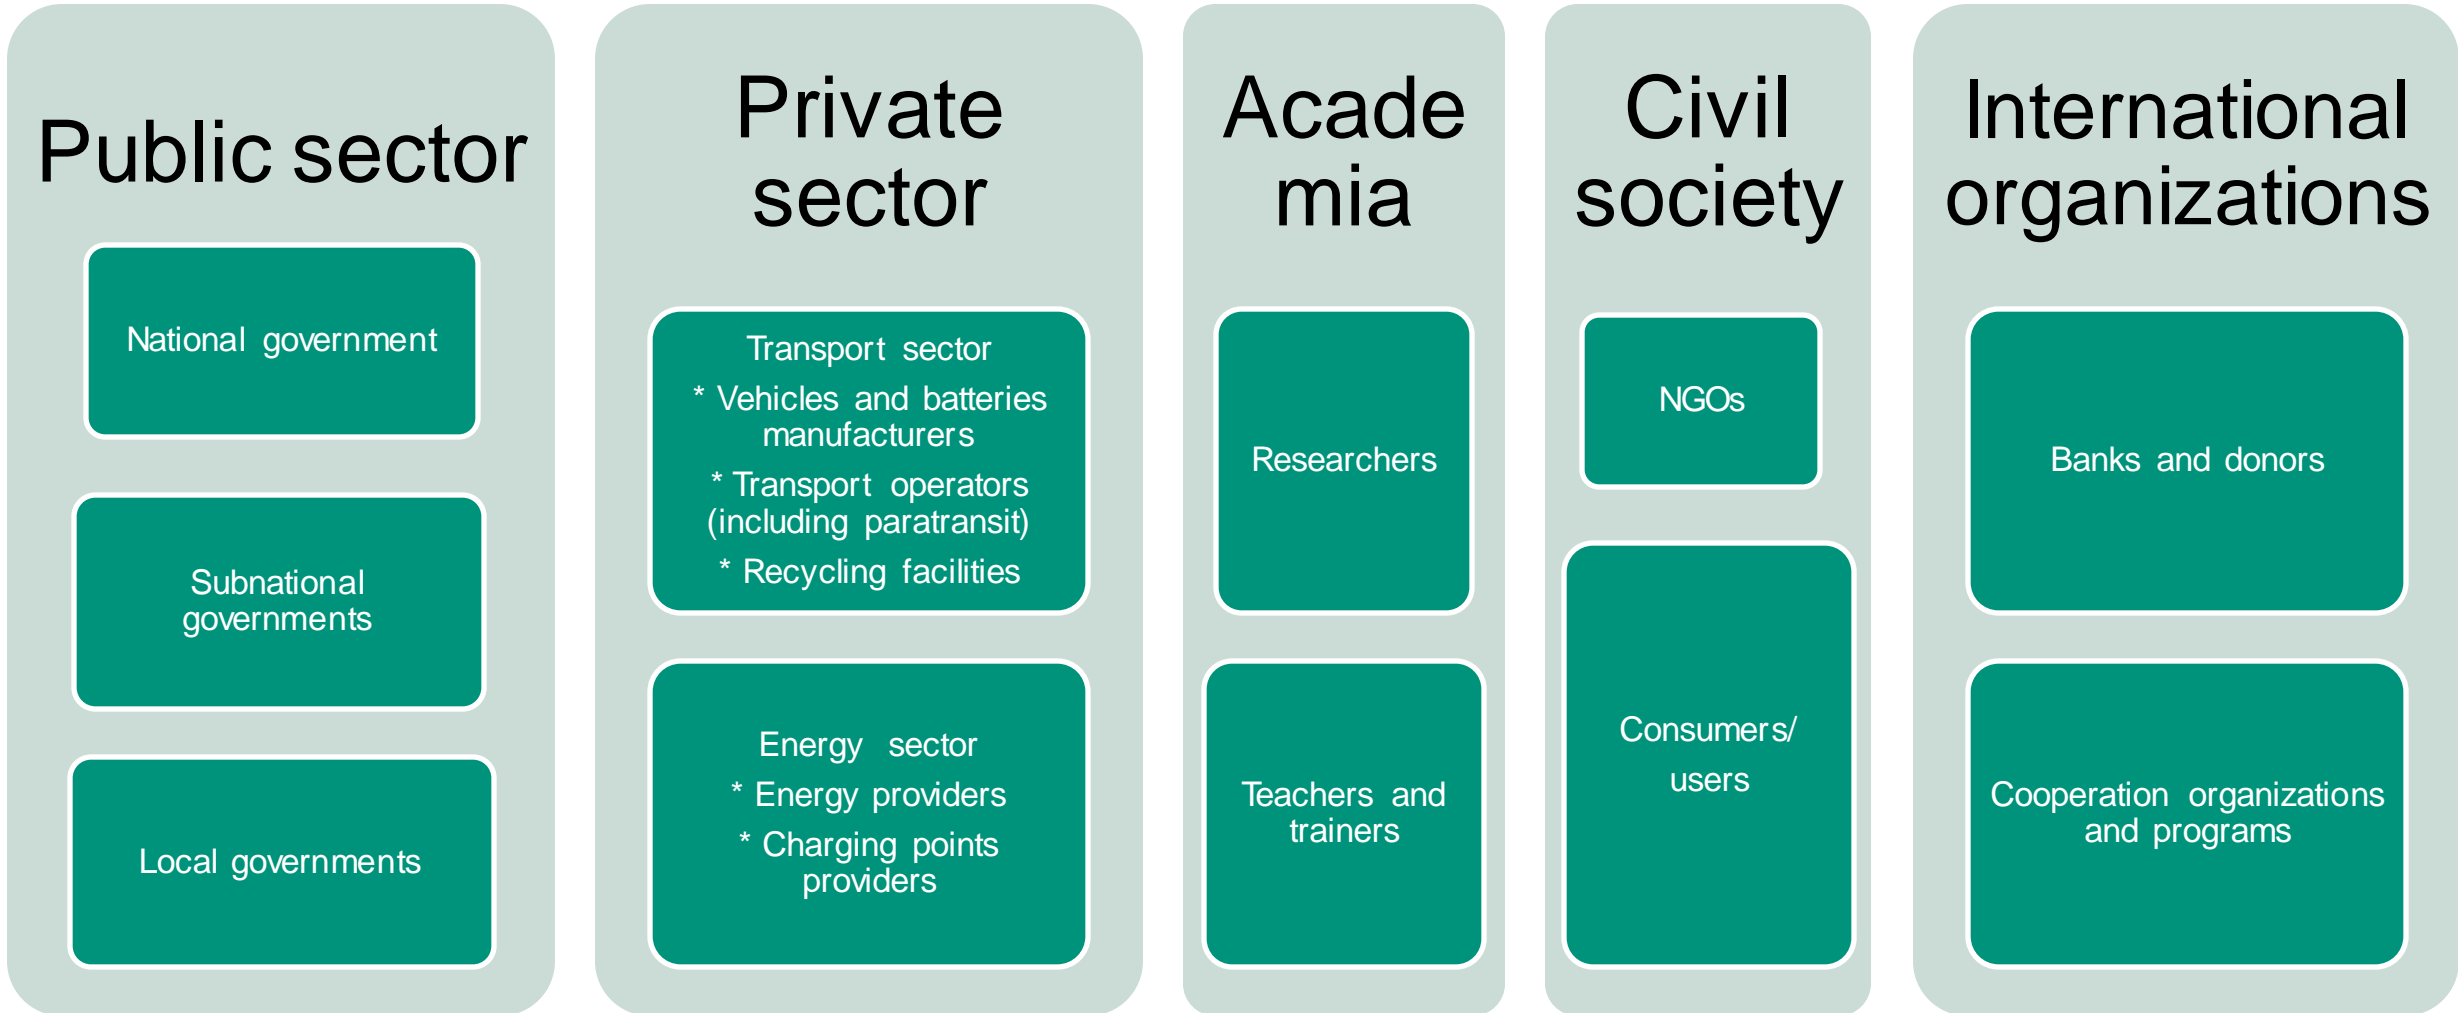 Public sector
National government
Subnational
governments
Local governments
Private
sector
Transport sector
* Vehicles and batteries
manufacturers
* Transport operators
(including paratransit)
* Recycling facilities
Energy sector
* Energy providers
* Charging points
providers
Acade
mia
Researchers
Teachers and
trainers
Civil
society
NGOs
Consumers/
users
International
organizations
Banks and donors
Cooperation organizations
and programs